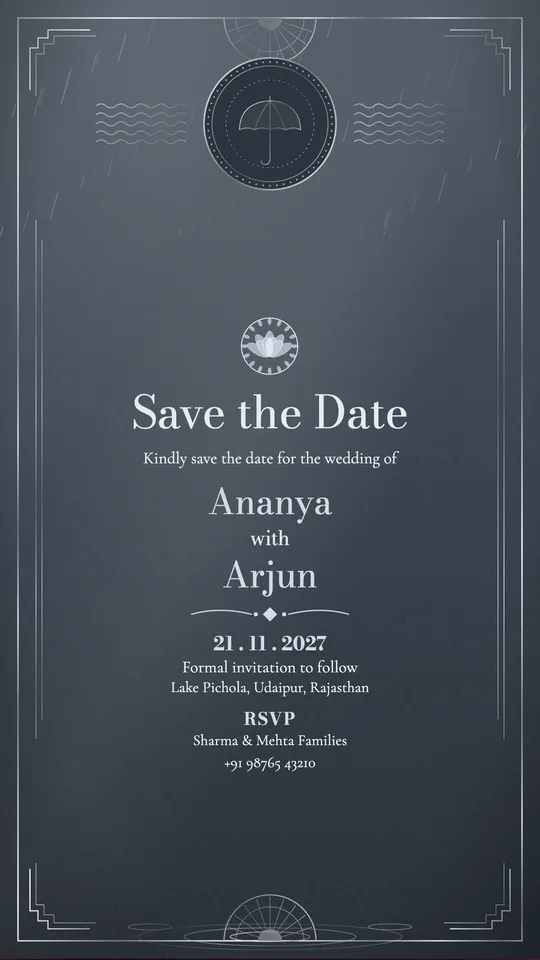 Save the Date
Kindly save the date for the wedding of
Ananya
with
Arjun
21 . 11 . 2027
Formal invitation to follow
Lake Pichola, Udaipur, Rajasthan
RSVP
Sharma & Mehta Families
+91 98765 43210